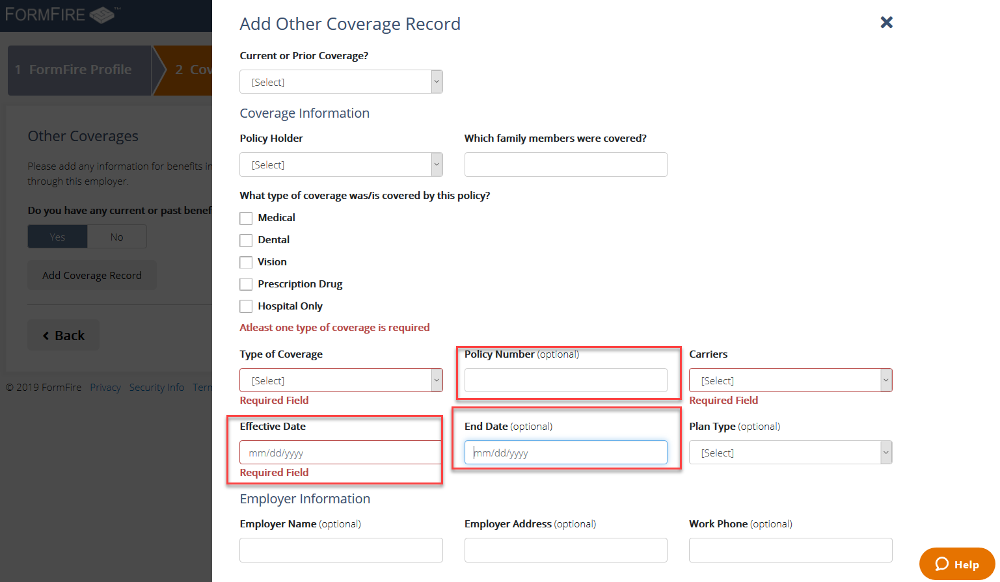 FORMFIRE™
1 FormFire Profile
2 Cov
Other Coverages
Please add any information for benefits in
through this employer.
Do you have any current or past benefi
Yes No
Add Coverage Record
Back
© 2019 FormFire Privacy Security Info Tern
Add Other Coverage Record
Current or Prior Coverage?
[Select]
Coverage Information
Policy Holder Which family members were covered?
[Select]
What type of coverage was/is covered by this policy?
Medical
Dental
Vision
Prescription Drug
Hospital Only
Atleast one type of coverage is required
Type of Coverage Policy Number (optional) Carriers
[Select] [Select]
Required Field Required Field
Effective Date End Date (optional) Plan Type (optional)
mm/dd/yyyy mm/dd/yyyy [Select]
Required Field
Employer Information
Employer Name (optional) Employer Address (optional) Work Phone (optional)
Help